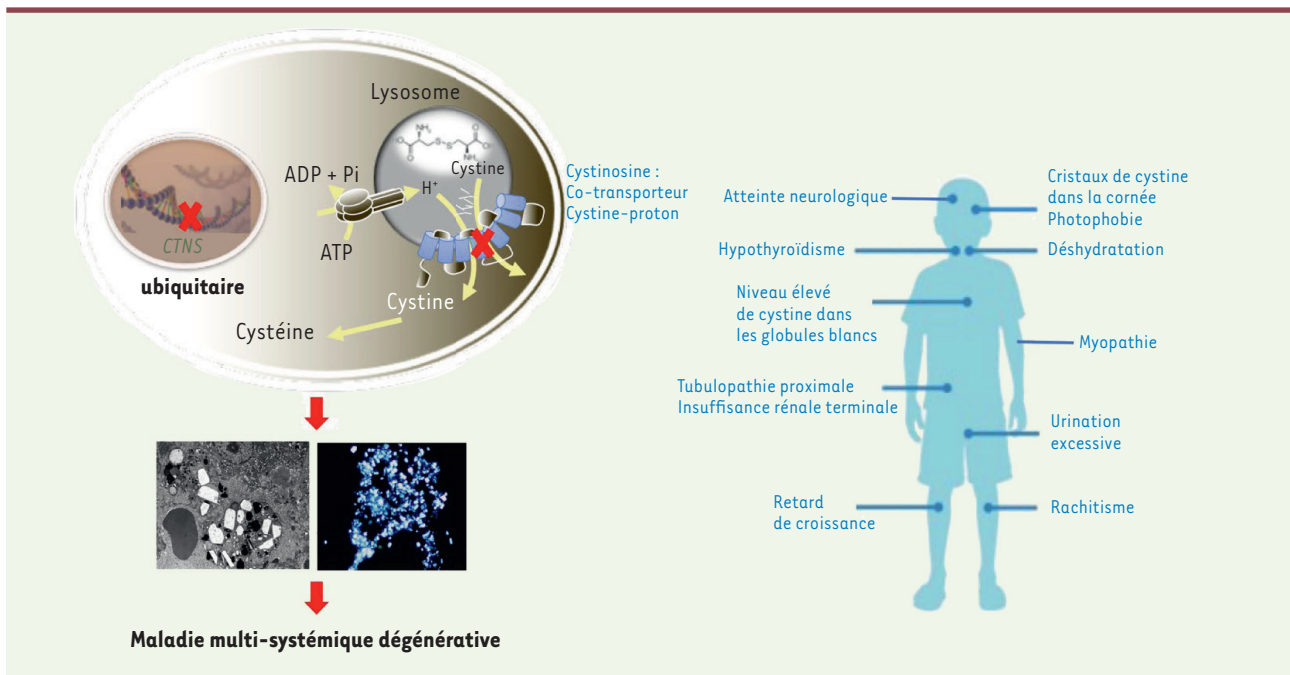 Lysosome
NH₂
O
O⁻
S
S
O
O⁻
NH₂
Cystine
ADP + Pi
H⁺
Cystinosine :
Co-transporteur
Cystine-proton
CTNS
ATP
ubiquitaire
Cystine
Cystéine
Maladie multi-systémique dégénérative
Atteinte neurologique
Cristaux de cystine
dans la cornée
Photophobie
Hypothyroïdisme
Déshydratation
Niveau élevé
de cystine dans
les globules blancs
Myopathie
Tubulopathie proximale
Insuffisance rénale terminale
Urination
excessive
Retard
de croissance
Rachitisme